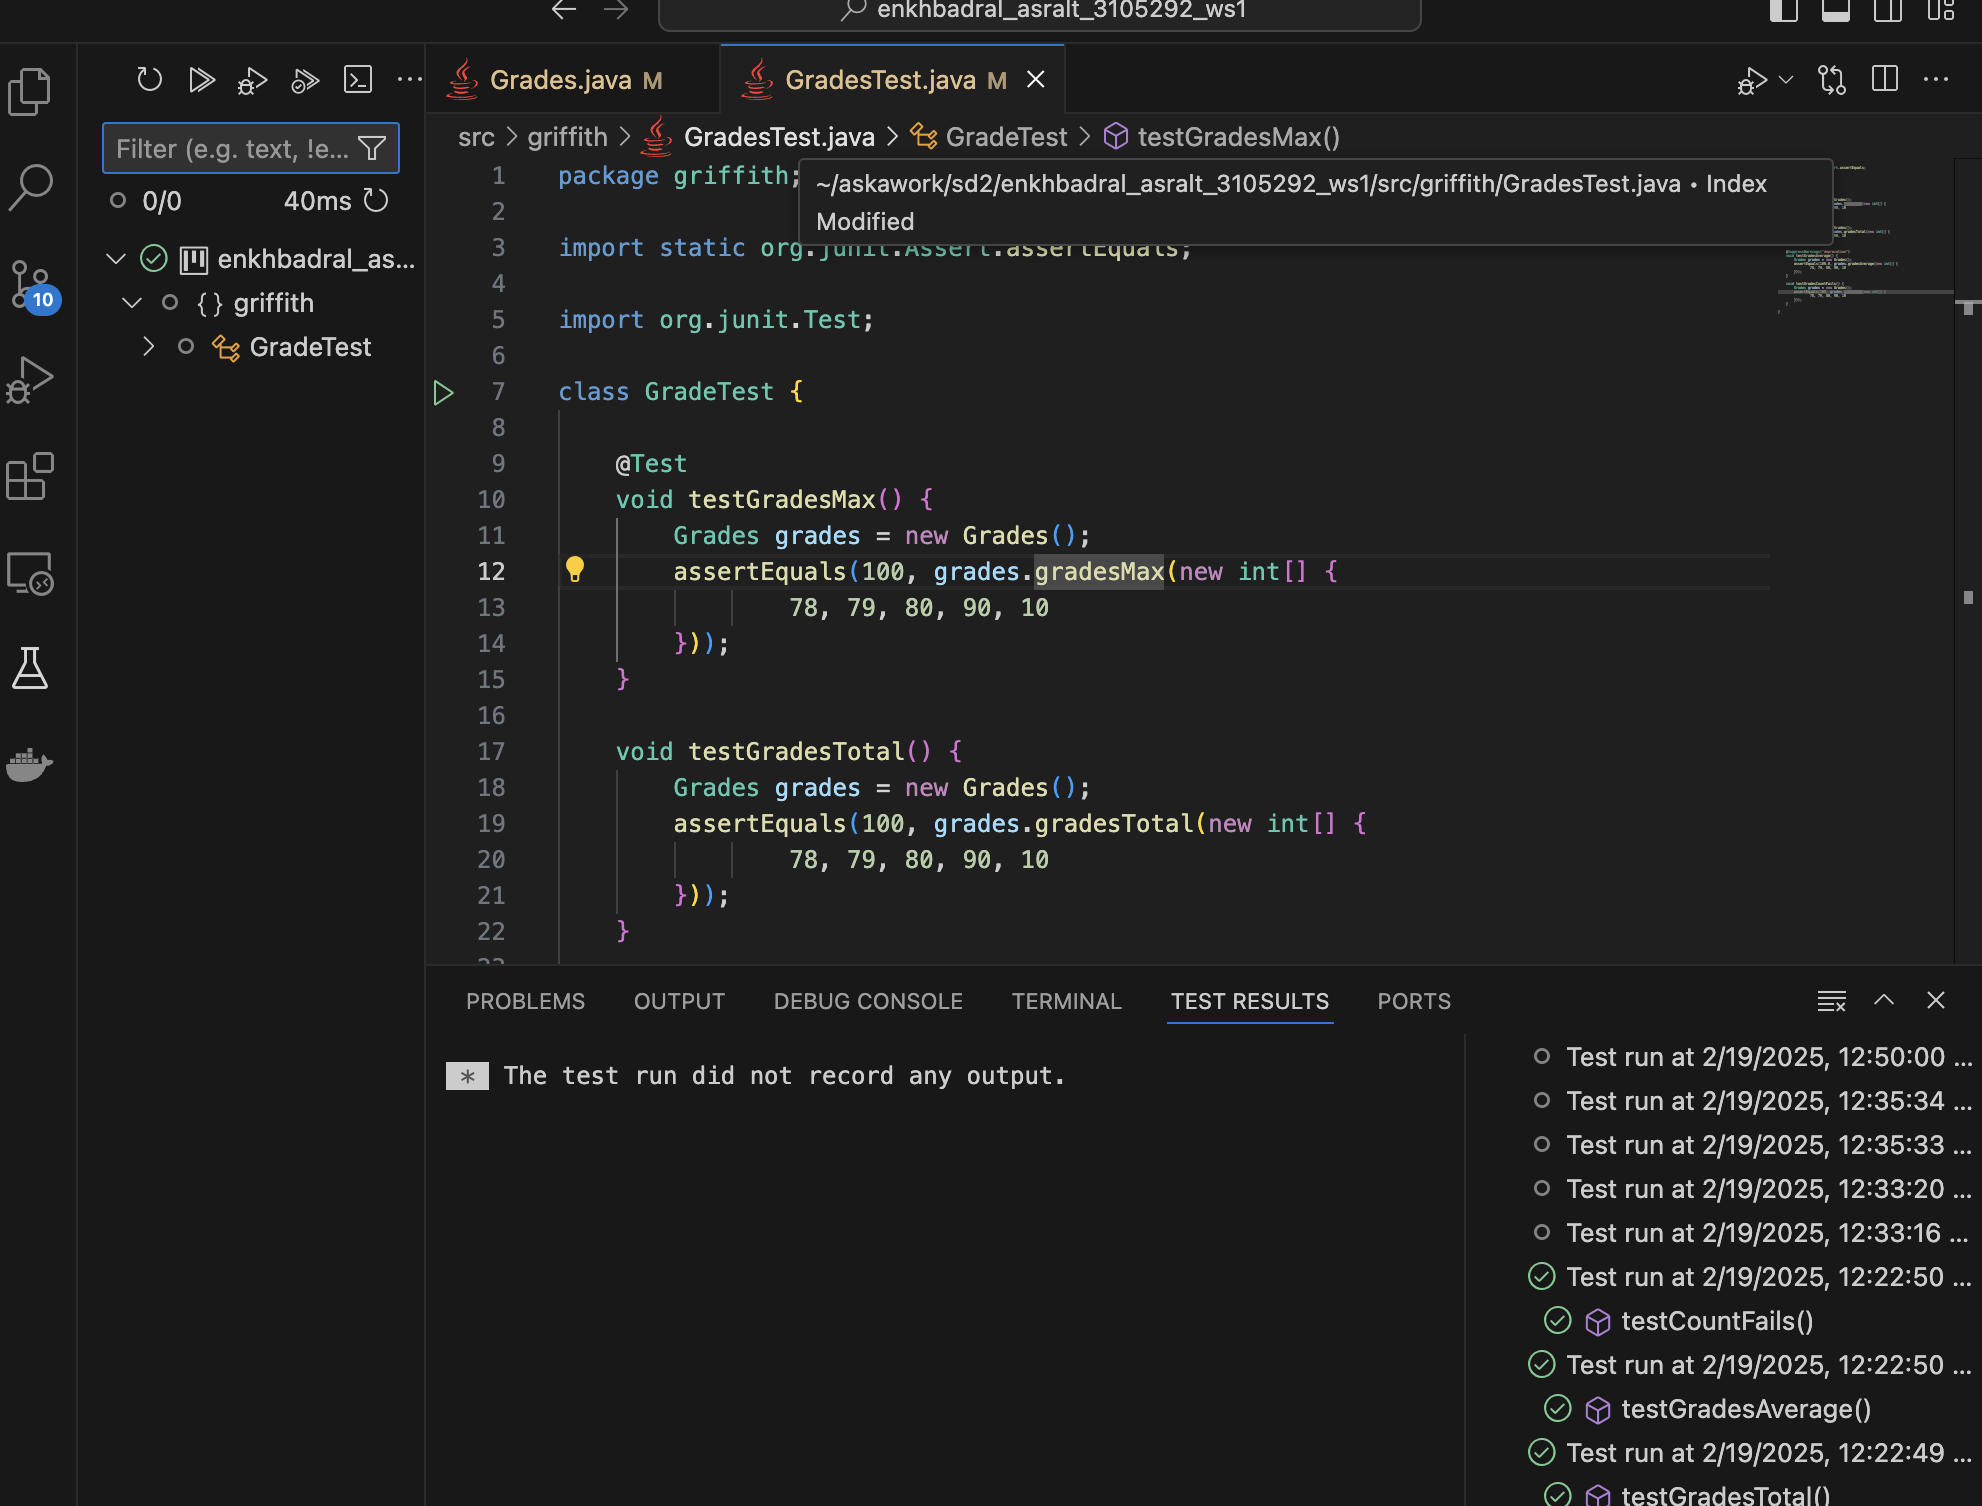 enkhbadral_asralt_3105292_ws1
Grades.java M
GradesTest.java M
Filter (e.g. text, !e...
src > griffith > GradesTest.java > GradeTest > testGradesMax()
0/0 40ms
~/askawork/sd2/enkhbadral_asralt_3105292_ws1/src/griffith/GradesTest.java • Index
Modified
enkhbadral_as...
{} griffith
GradeTest
10
1 package griffith;
2
3 import static org.junit.Assert.assertEquals;
4
5 import org.junit.Test;
6
7 class GradeTest {
8
9 @Test
10 void testGradesMax() {
11 Grades grades = new Grades();
12 assertEquals(100, grades.gradesMax(new int[] {
13 78, 79, 80, 90, 10
14 }));
15 }
16
17 void testGradesTotal() {
18 Grades grades = new Grades();
19 assertEquals(100, grades.gradesTotal(new int[] {
20 78, 79, 80, 90, 10
21 }));
22 }
PROBLEMS OUTPUT DEBUG CONSOLE TERMINAL TEST RESULTS PORTS
* The test run did not record any output.
Test run at 2/19/2025, 12:50:00 ...
Test run at 2/19/2025, 12:35:34 ...
Test run at 2/19/2025, 12:35:33 ...
Test run at 2/19/2025, 12:33:20 ...
Test run at 2/19/2025, 12:33:16 ...
Test run at 2/19/2025, 12:22:50 ...
testCountFails()
Test run at 2/19/2025, 12:22:50 ...
testGradesAverage()
Test run at 2/19/2025, 12:22:49 ...
testGradesTotal()